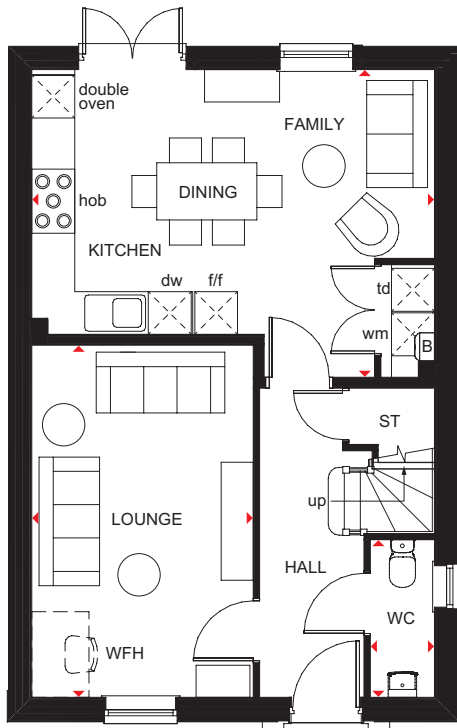 double
oven
FAMILY
DINING
hob
KITCHEN
dw
f/f
td
wm
B
ST
up
LOUNGE
HALL
WC
WFH